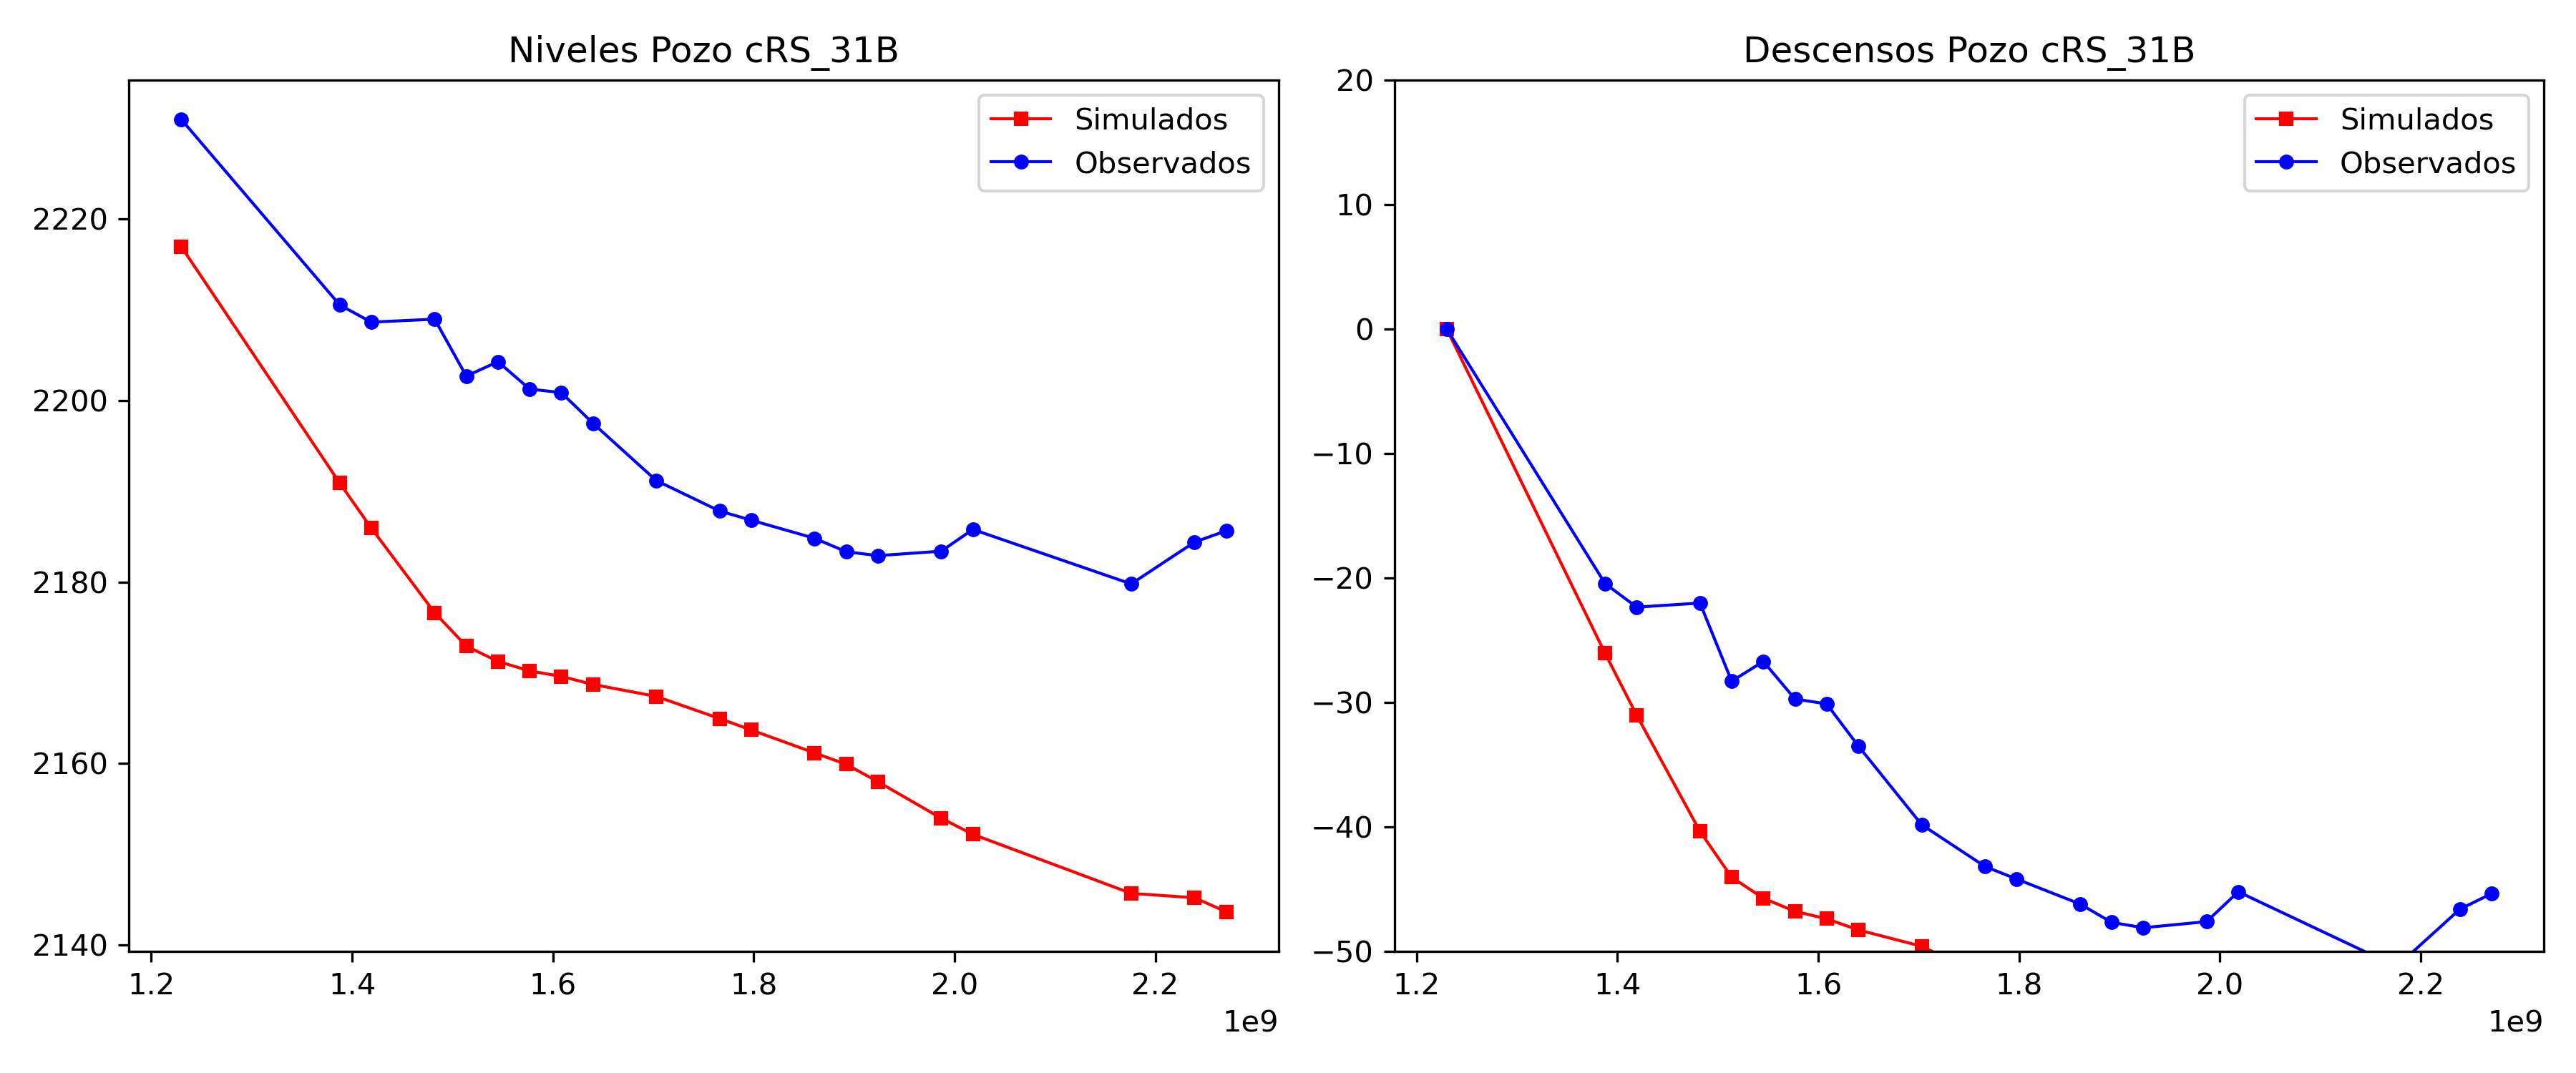 Niveles Pozo cRS_31B
Simulados
Observados
2220
2200
2180
2160
2140
1.2 1.4 1.6 1.8 2.0 2.2
1e9
Descensos Pozo cRS_31B
Simulados
Observados
20
10
0
−10
−20
−30
−40
−50
1.2 1.4 1.6 1.8 2.0 2.2
1e9